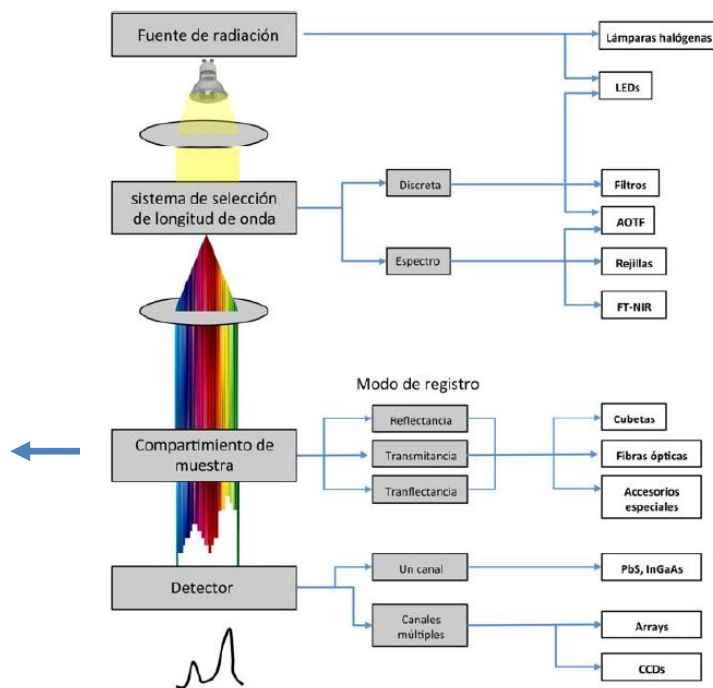 Fuente de radiación
Lámparas halógenas
LEDs
sistema de selección
de longitud de onda
Discreta
Filtros
AOTF
Espectro
Rejillas
FT-NIR
Modo de registro
Reflectancia
Cubetas
Compartimiento de
muestra
Transmitancia
Fibras ópticas
Tranflectancia
Accesorios
especiales
Detector
Un canal
PbS, InGaAs
Canales
múltiples
Arrays
CCDs